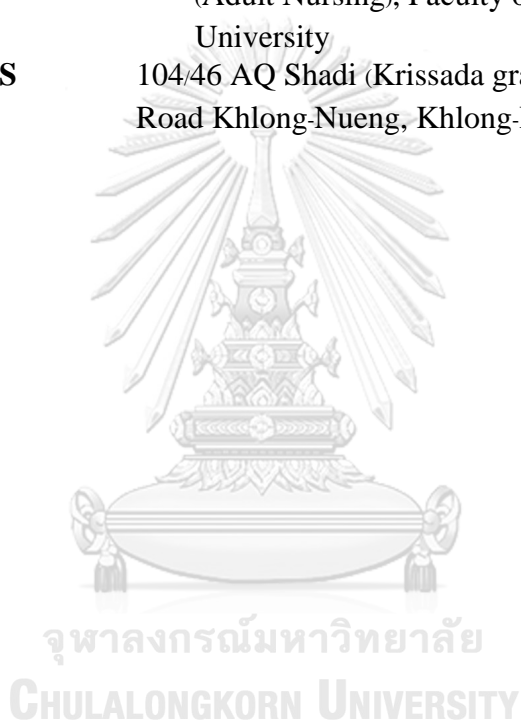 (Adult Nursing), Faculty o
University
S 104/46 AQ Shadi (Krissada gra
Road Khlong-Nueng, Khlong-
จุฬาลงกรณ์มหาวิทยาลัย
CHULALONGKORN UNIVERSITY